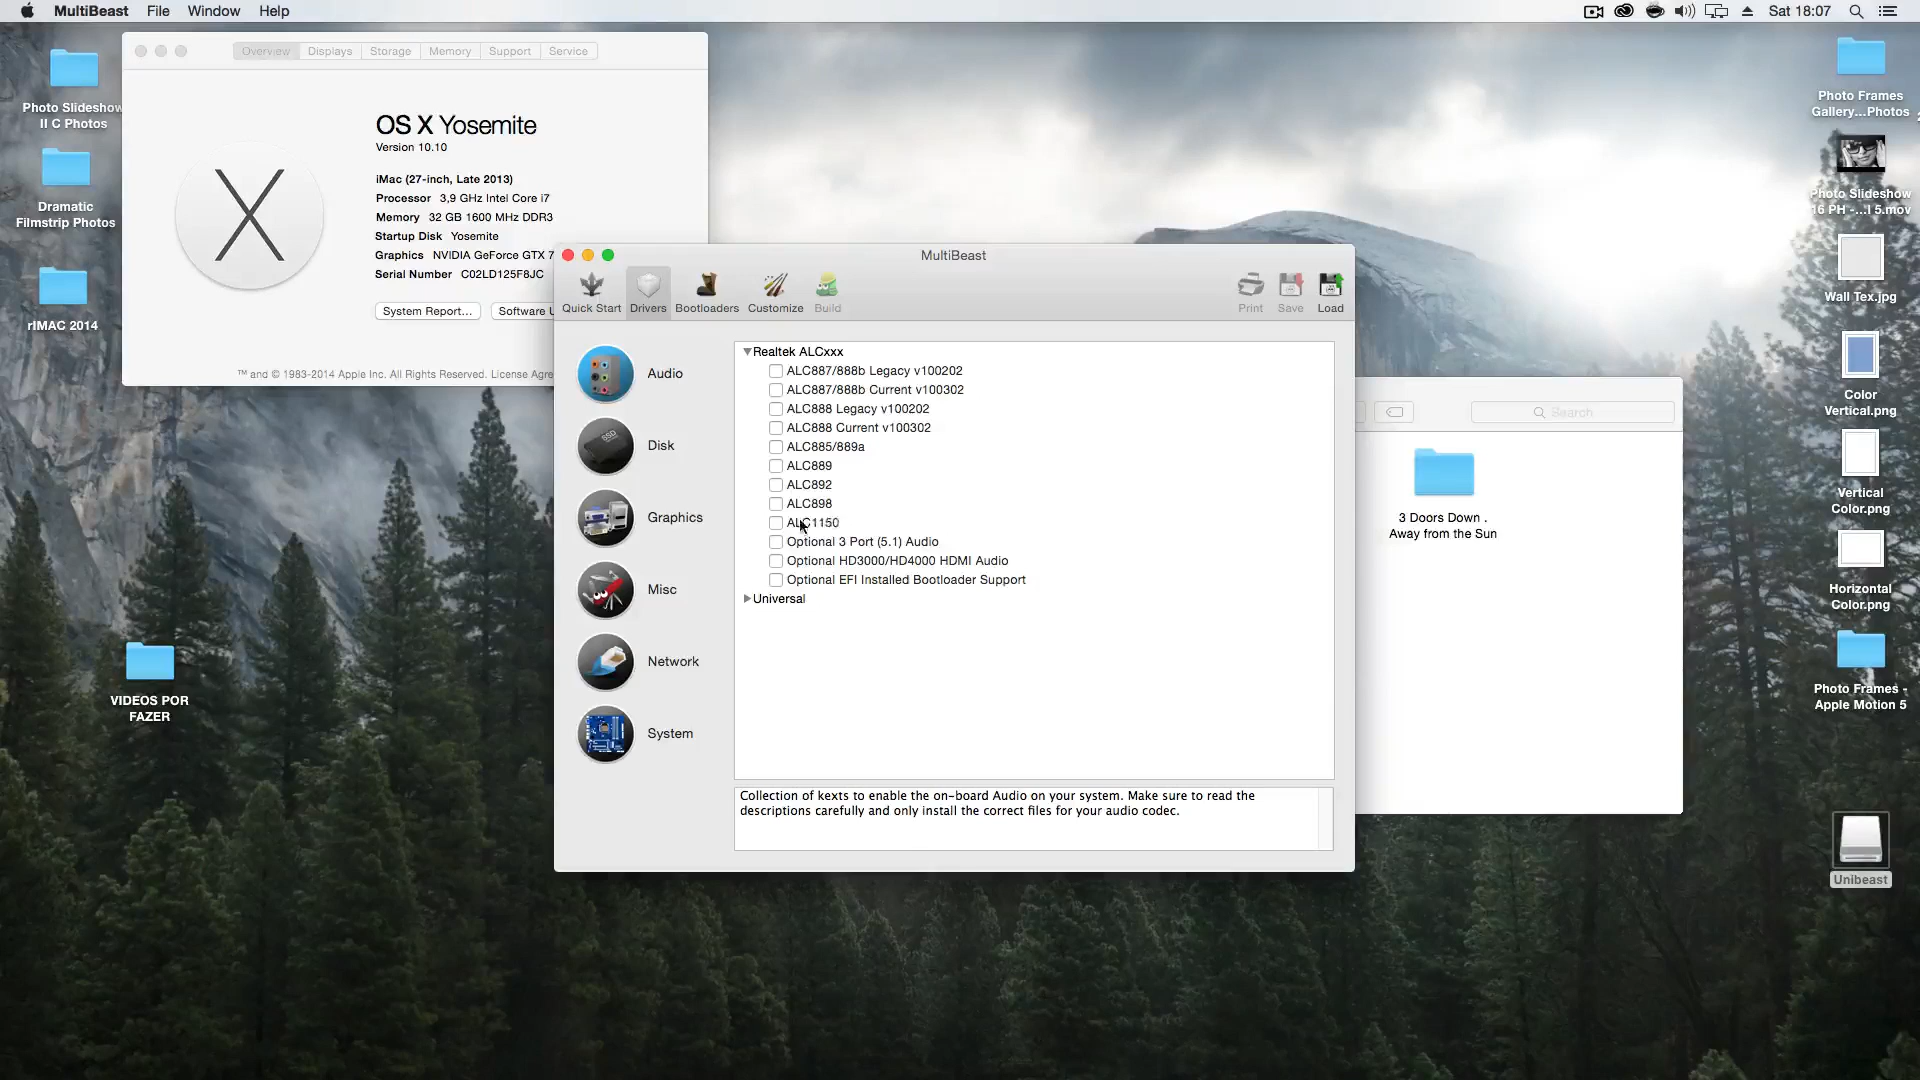 MultiBeast File Window Help
Sat 18:07
Photo Slideshow
II C Photos
Dramatic
Filmstrip Photos
rIMAC 2014
VIDEOS POR
FAZER
Overview Displays Storage Memory Support Service
OS X Yosemite
Version 10.10
iMac (27-inch, Late 2013)
Processor 3,9 GHz Intel Core i7
Memory 32 GB 1600 MHz DDR3
Startup Disk Yosemite
Graphics NVIDIA GeForce GTX 7
Serial Number C02LD125F8JC
System Report... Software U
™ and © 1983-2014 Apple Inc. All Rights Reserved. License Agre
MultiBeast
Quick Start Drivers Bootloaders Customize Build
Print Save Load
Audio
Disk
Graphics
Misc
Network
System
Realtek ALCxxx
ALC887/888b Legacy v100202
ALC887/888b Current v100302
ALC888 Legacy v100202
ALC888 Current v100302
ALC885/889a
ALC889
ALC892
ALC898
ALC1150
Optional 3 Port (5.1) Audio
Optional HD3000/HD4000 HDMI Audio
Optional EFI Installed Bootloader Support
Universal
Collection of kexts to enable the on-board Audio on your system. Make sure to read the
descriptions carefully and only install the correct files for your audio codec.
Search
3 Doors Down .
Away from the Sun
Photo Frames
Gallery...Photos
Photo Slideshow
16 PH -...I 5.mov
Wall Tex.jpg
Color
Vertical.png
Vertical
Color.png
Horizontal
Color.png
Photo Frames -
Apple Motion 5
Unibeast